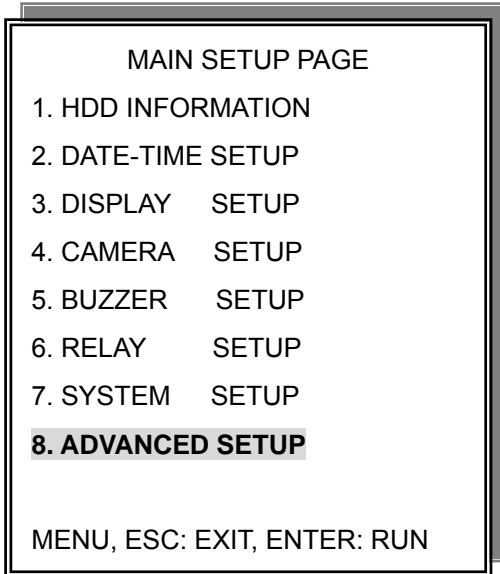 MAIN SETUP PAGE
1. HDD INFORMATION
2. DATE-TIME SETUP
3. DISPLAY SETUP
4. CAMERA SETUP
5. BUZZER SETUP
6. RELAY SETUP
7. SYSTEM SETUP
8. ADVANCED SETUP
MENU, ESC: EXIT, ENTER: RUN